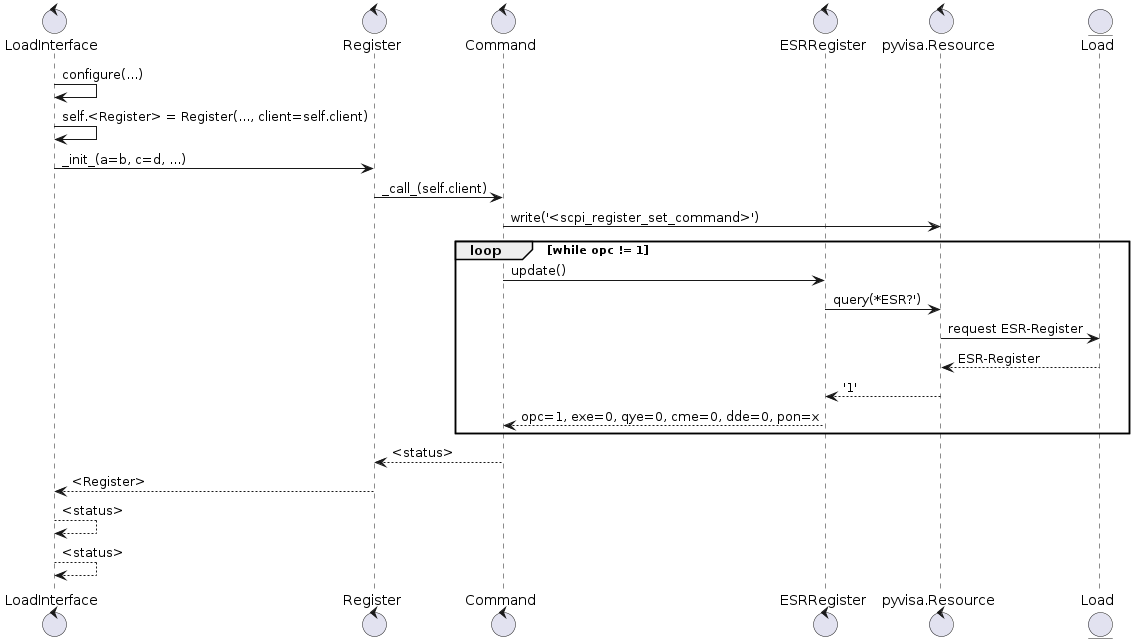 LoadInterface Register Command ESRRegister pyvisa.Resource Load
configure(...)
self.<Register> = Register(..., client=self.client)
_init_(a=b, c=d, ...)
_call_(self.client)
write('<scpi_register_set_command>')
loop [while opc != 1]
update()
query(*ESR?')
request ESR-Register
ESR-Register
'1'
opc=1, exe=0, qye=0, cme=0, dde=0, pon=x
<status>
<Register>
<status>
<status>
LoadInterface Register Command ESRRegister pyvisa.Resource Load